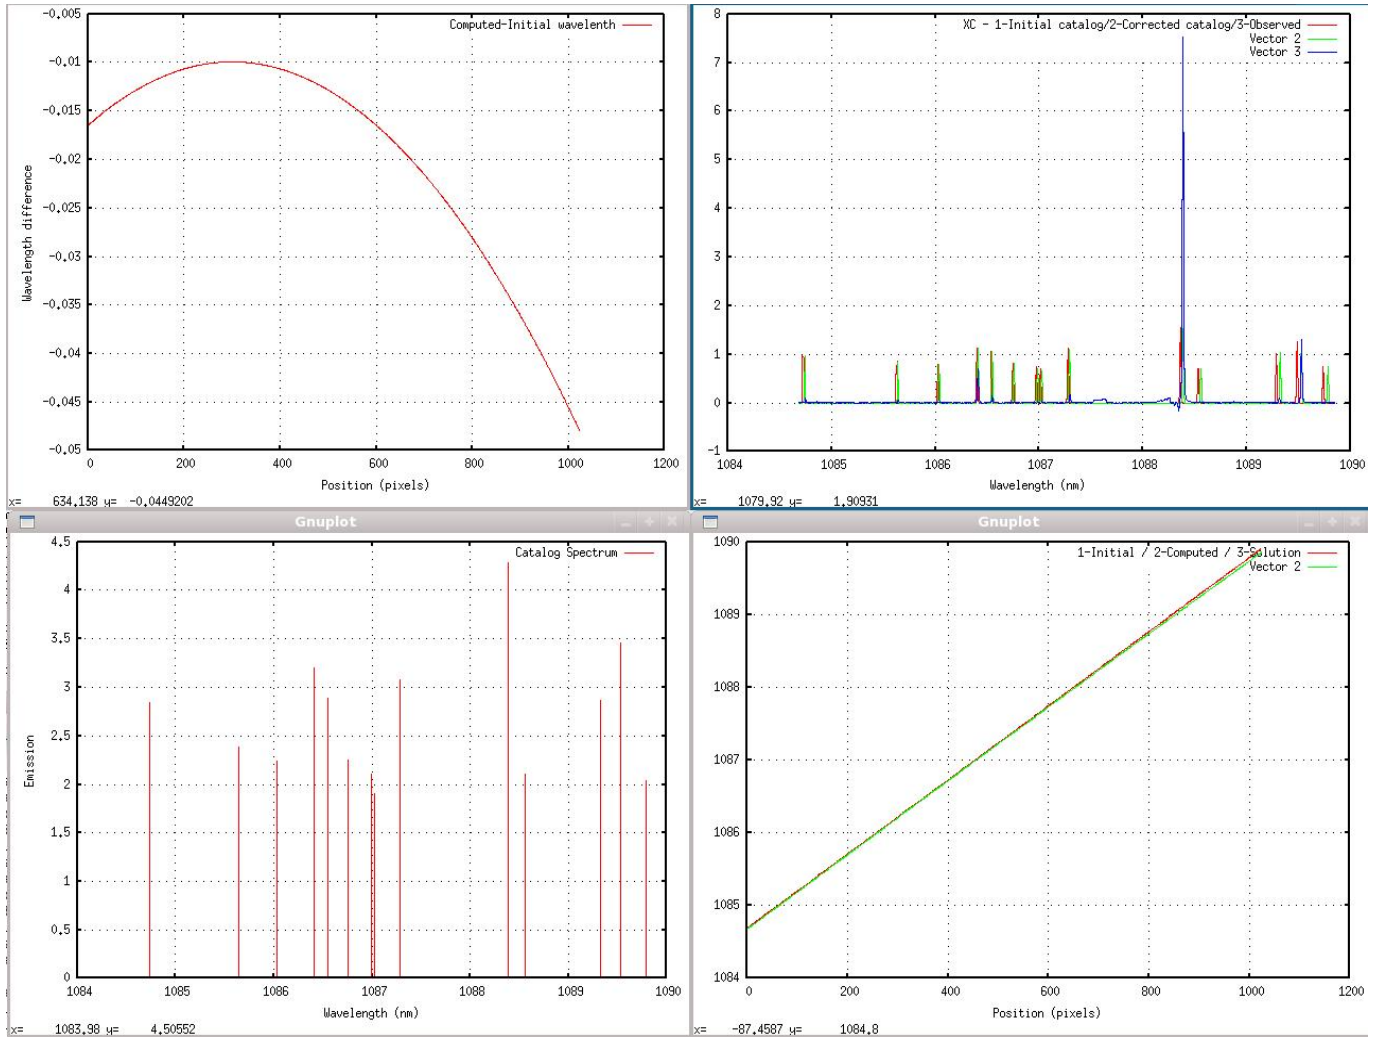 -0.005
Computed-Initial wavelenth
-0.01
-0.015
-0.02
-0.025
-0.03
-0.035
-0.04
-0.045
-0.05
Wavelength difference
0 200 400 600 800 1000 1200
Position (pixels)
x= 634.138 y= -0.0449202
8
XC - 1-Initial catalog/2-Corrected catalog/3-Observed
Vector 2
Vector 3
7
6
5
4
3
2
1
0
-1
1084 1085 1086 1087 1088 1089 1090
Wavelength (nm)
x= 1079.92 y= 1.90931
Gnuplot
4.5
Catalog Spectrum
4
3.5
3
2.5
2
1.5
1
0.5
0
Emission
1084 1085 1086 1087 1088 1089 1090
Wavelength (nm)
x= 1083.98 y= 4.50552
Gnuplot
1090
1-Initial / 2-Computed / 3-Solution
Vector 2
1089
1088
1087
1086
1085
1084
0 200 400 600 800 1000 1200
Position (pixels)
x= -87.4587 y= 1084.8